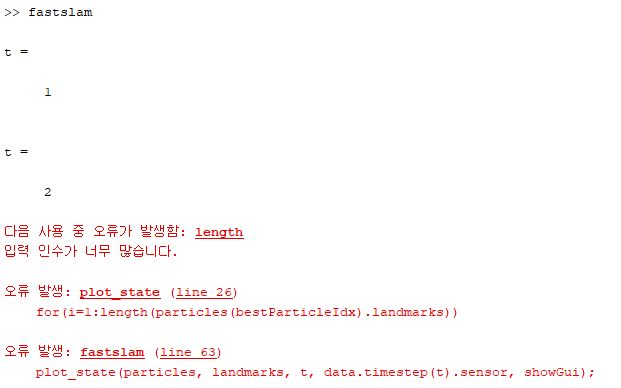 >> fastslam
t =
1
t =
2
다음 사용 중 오류가 발생함: length
입력 인수가 너무 많습니다.
오류 발생: plot_state (line 26)
for(i=1:length(particles(bestParticleIdx).landmarks))
오류 발생: fastslam (line 63)
plot_state(particles, landmarks, t, data.timestep(t).sensor, showGui);